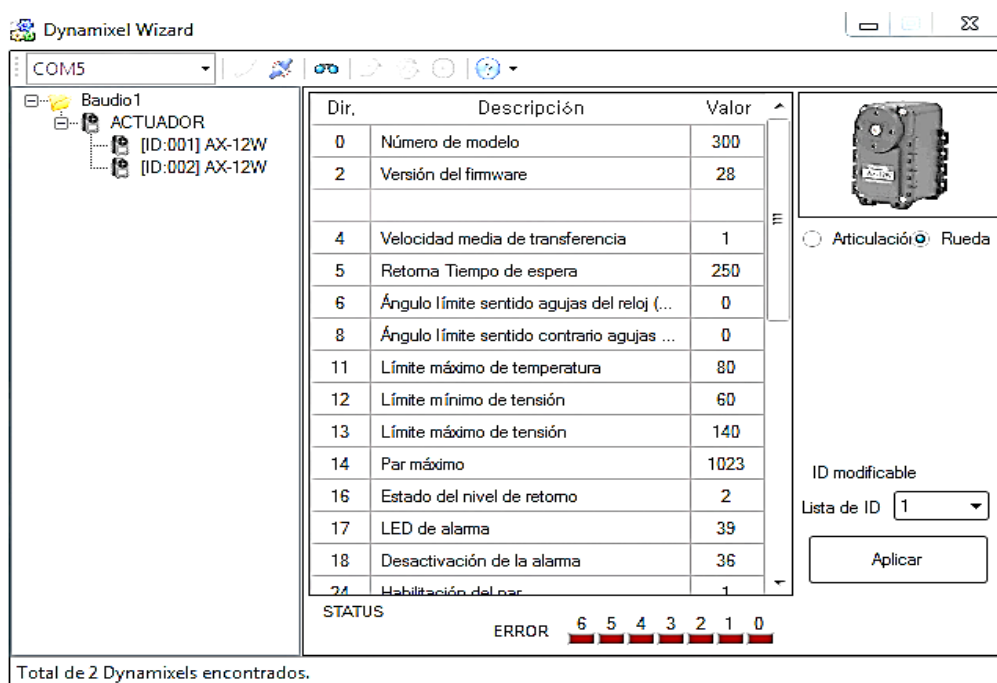 Dynamixel Wizard
COM5
Baudio1
ACTUADOR
[ID:001] AX-12W
[ID:002] AX-12W
Dir. Descripción Valor
0 Número de modelo 300
2 Versión del firmware 28
4 Velocidad media de transferencia 1
5 Retorna Tiempo de espera 250
6 Ángulo límite sentido agujas del reloj (... 0
8 Ángulo límite sentido contrario agujas ... 0
11 Límite máximo de temperatura 80
12 Límite mínimo de tensión 60
13 Límite máximo de tensión 140
14 Par máximo 1023
16 Estado del nivel de retorno 2
17 LED de alarma 39
18 Desactivación de la alarma 36
24 Habilitación del par 1
Articulación Rueda
ID modificable
Lista de ID 1
Aplicar
STATUS
ERROR 6 5 4 3 2 1 0
Total de 2 Dynamixels encontrados.